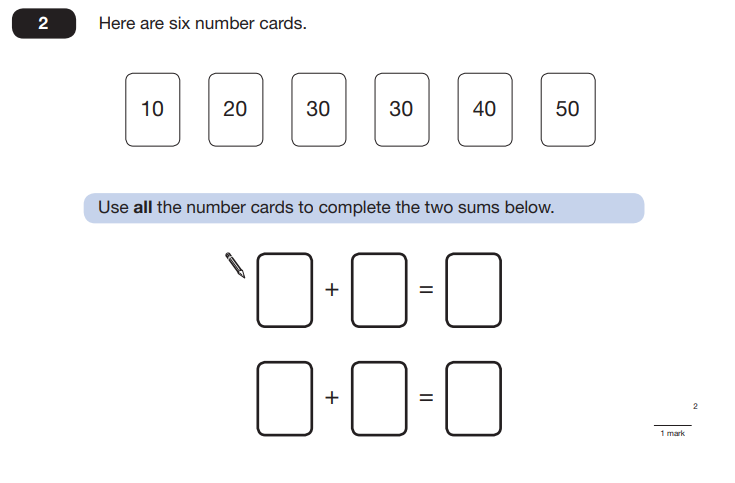 2 Here are six number cards.
10 20 30 30 40 50
Use all the number cards to complete the two sums below.
+ =
+ =
2
1 mark